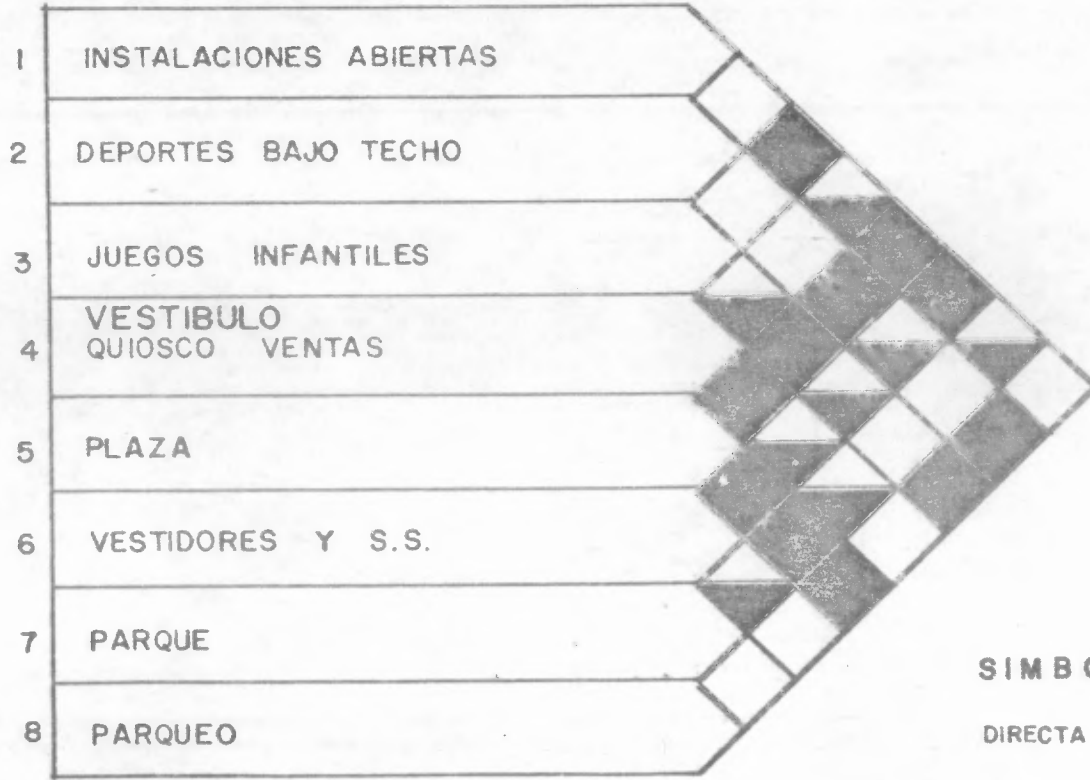 1 INSTALACIONES ABIERTAS
2 DEPORTES BAJO TECHO
3 JUEGOS INFANTILES
VESTIBULO
4 QUIOSCO VENTAS
5 PLAZA
6 VESTIDORES Y S.S.
7 PARQUE
8 PARQUEO
SIMBO
DIRECTA